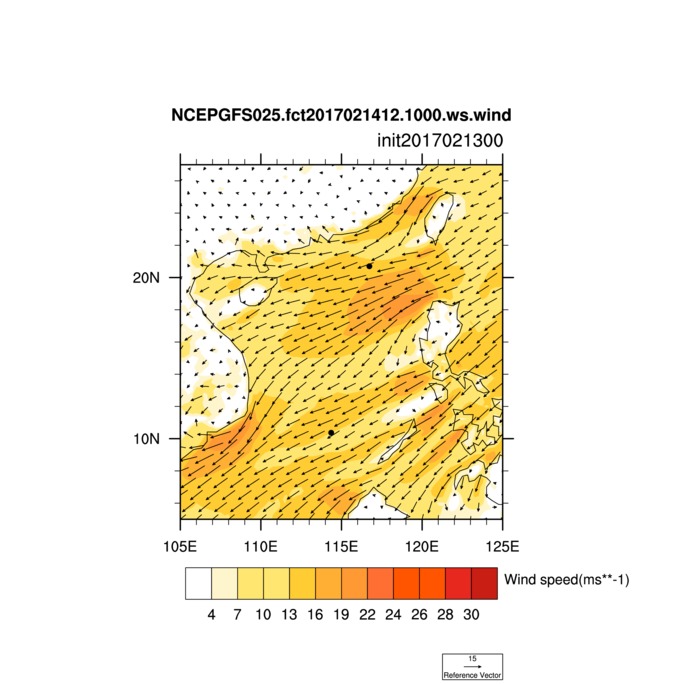 NCEPGFS025.fct2017021412.1000.ws.wind
init2017021300
20N
10N
105E 110E 115E 120E 125E
Wind speed(ms**-1)
4 7 10 13 16 19 22 24 26 28 30
15
Reference Vector